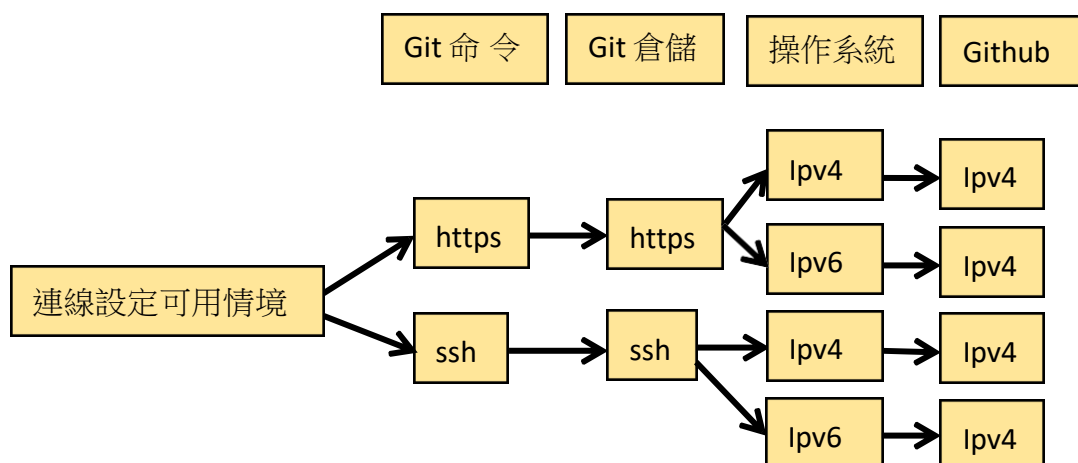 Git 命 令
Git 倉儲
操作系統
Github
Ipv4
Ipv4
https
https
Ipv6
Ipv4
連線設定可用情境
ssh
ssh
Ipv4
Ipv4
Ipv6
Ipv4